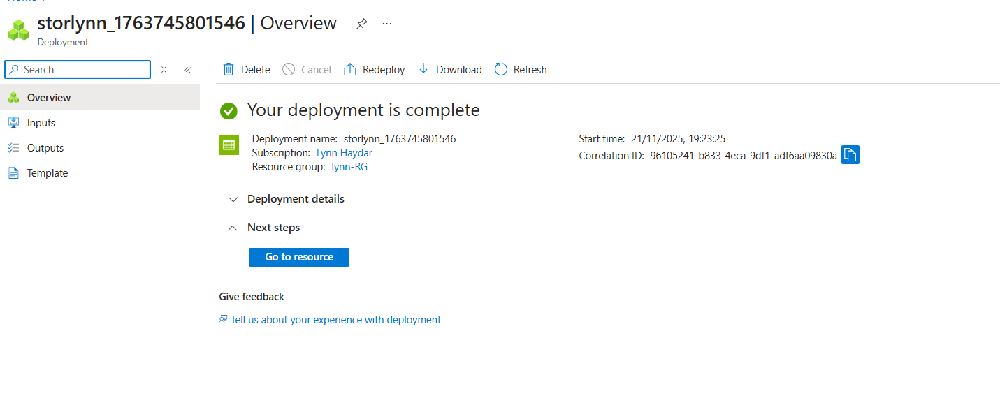 storlynn_1763745801546 | Overview
Deployment
Search
Delete Cancel Redeploy Download Refresh
Overview
Inputs
Outputs
Template
Your deployment is complete
Deployment name: storlynn_1763745801546
Subscription: Lynn Haydar
Resource group: lynn-RG
Start time: 21/11/2025, 19:23:25
Correlation ID: 96105241-b833-4eca-9df1-adf6aa09830a
Deployment details
Next steps
Go to resource
Give feedback
Tell us about your experience with deployment